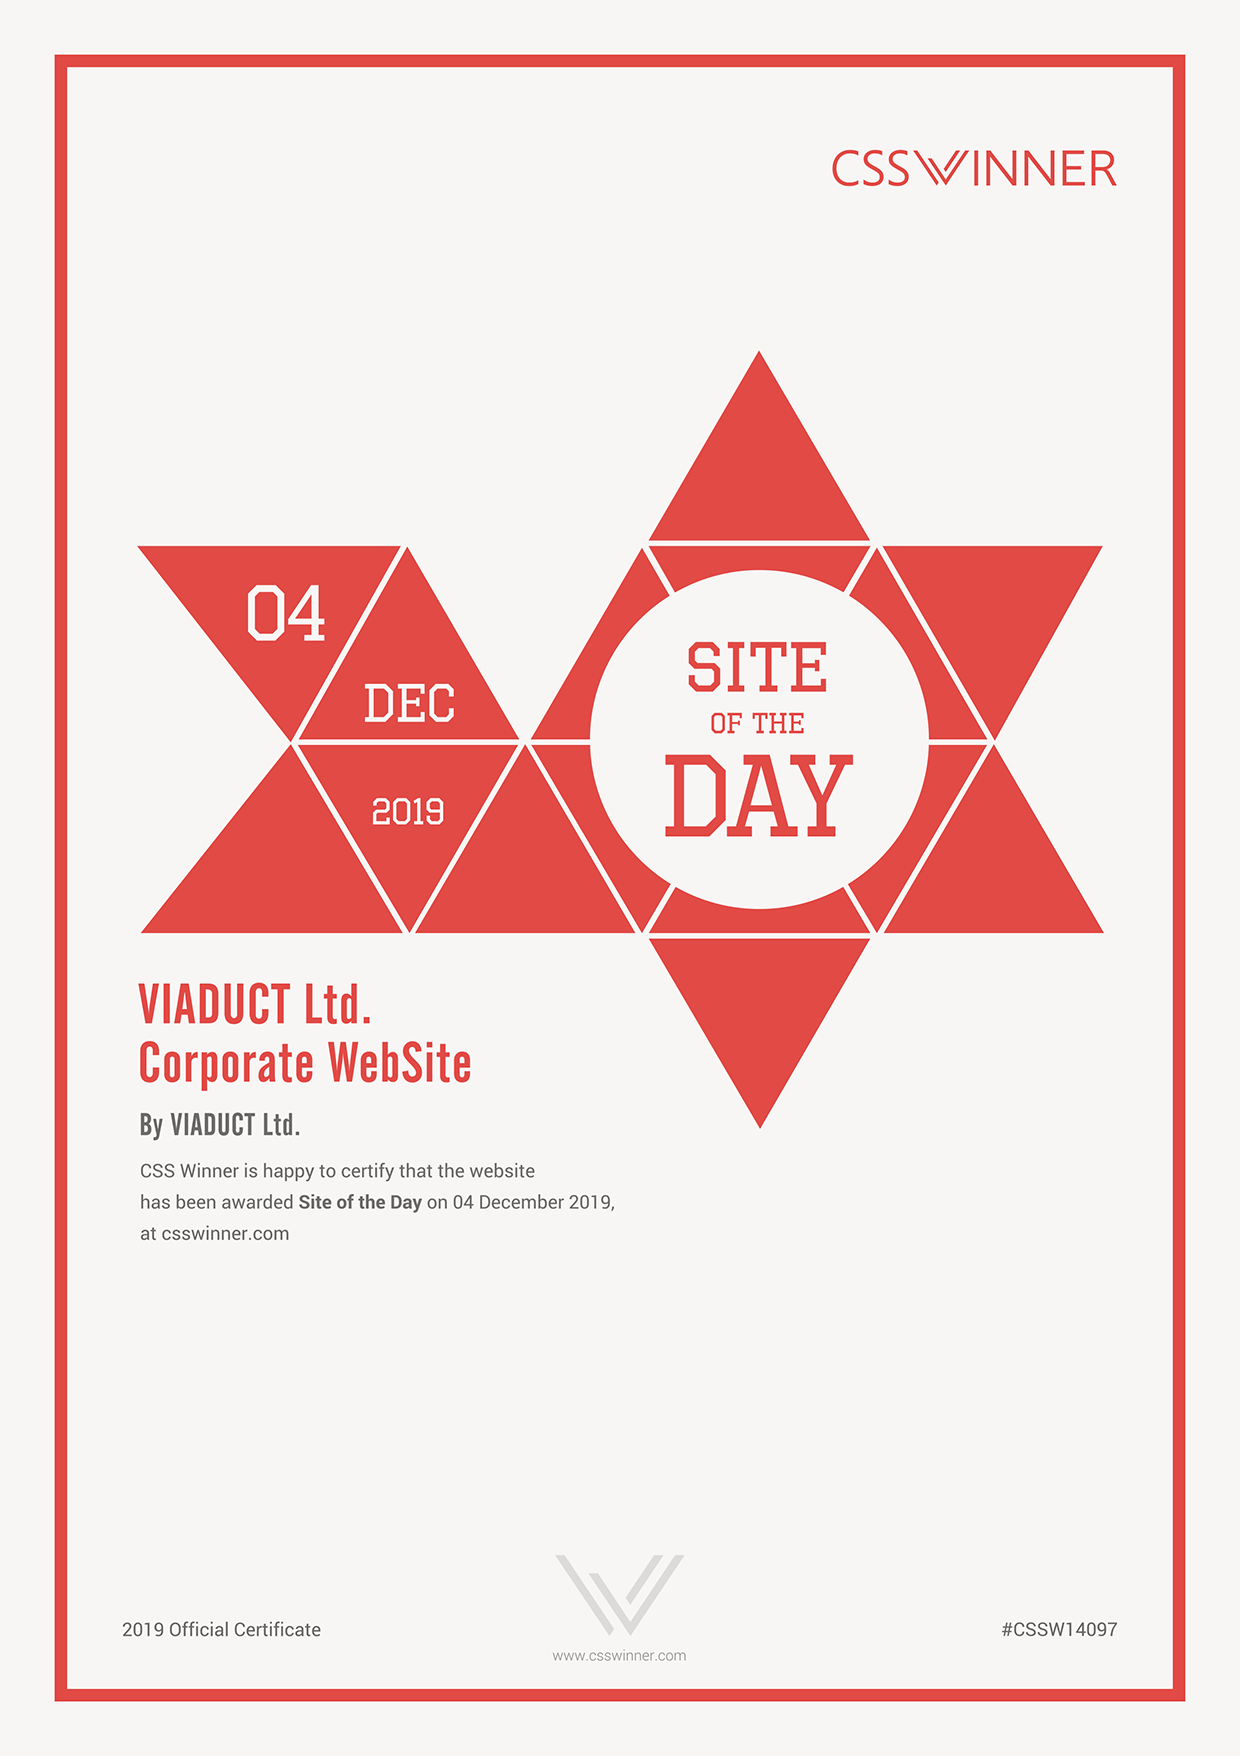 CSSWINNER
04
DEC
2019
SITE
OF THE
DAY
VIADUCT Ltd.
Corporate WebSite
By VIADUCT Ltd.
CSS Winner is happy to certify that the website
has been awarded Site of the Day on 04 December 2019,
at csswinner.com
2019 Official Certificate
www.csswinner.com
#CSSW14097